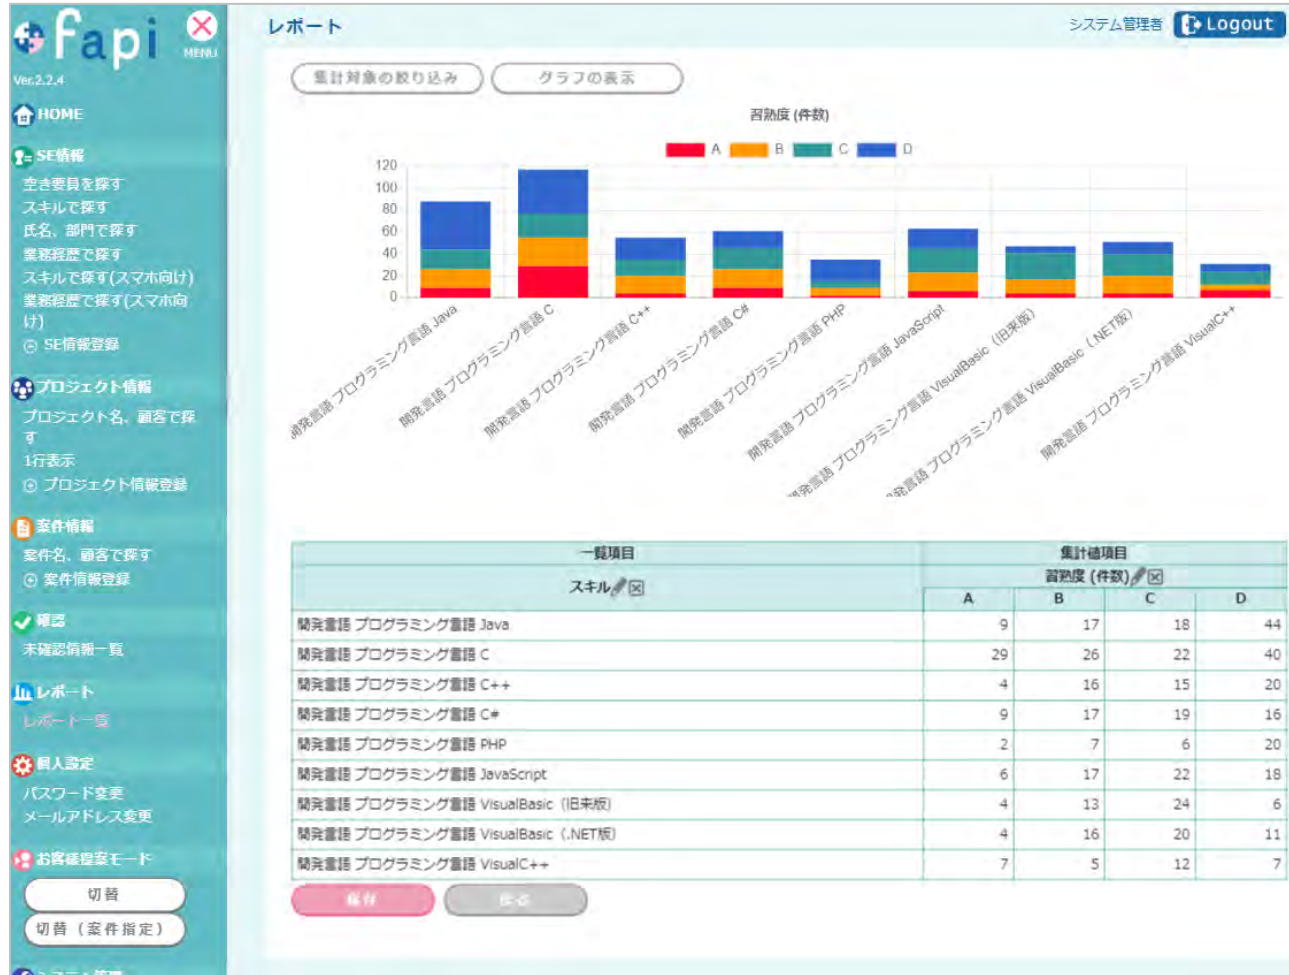 fapi
MENU
Ver.2.2.4
HOME
SE情報
空き要員を探す
スキルで探す
氏名、部門で探す
業務経歴で探す
スキルで探す(スマホ向け)
業務経歴で探す(スマホ向
け)
SE情報登録
プロジェクト情報
プロジェクト名、顧客で探
す
1行表示
プロジェクト情報登録
案件情報
案件名、顧客で探す
案件情報登録
確認
未確認情報一覧
レポート
レポート一覧
個人設定
パスワード変更
メールアドレス変更
お客様提案モード
切替
切替（案件指定）
システム管理
レポート
システム管理者
Logout
集計対象の絞り込み
グラフの表示
習熟度 (件数)
A B C D
120
100
80
60
40
20
0
開発言語 プログラミング言語 Java
開発言語 プログラミング言語 C
開発言語 プログラミング言語 C++
開発言語 プログラミング言語 C#
開発言語 プログラミング言語 PHP
開発言語 プログラミング言語 JavaScript
開発言語 プログラミング言語 VisualBasic（旧来版）
開発言語 プログラミング言語 VisualBasic（.NET版）
開発言語 プログラミング言語 VisualC++
一覧項目 集計値項目
スキル 習熟度 (件数)
A B C D
開発言語 プログラミング言語 Java 9 17 18 44
開発言語 プログラミング言語 C 29 26 22 40
開発言語 プログラミング言語 C++ 4 16 15 20
開発言語 プログラミング言語 C# 9 17 19 16
開発言語 プログラミング言語 PHP 2 7 6 20
開発言語 プログラミング言語 JavaScript 6 17 22 18
開発言語 プログラミング言語 VisualBasic（旧来版） 4 13 24 6
開発言語 プログラミング言語 VisualBasic（.NET版） 4 16 20 11
開発言語 プログラミング言語 VisualC++ 7 5 12 7
保存